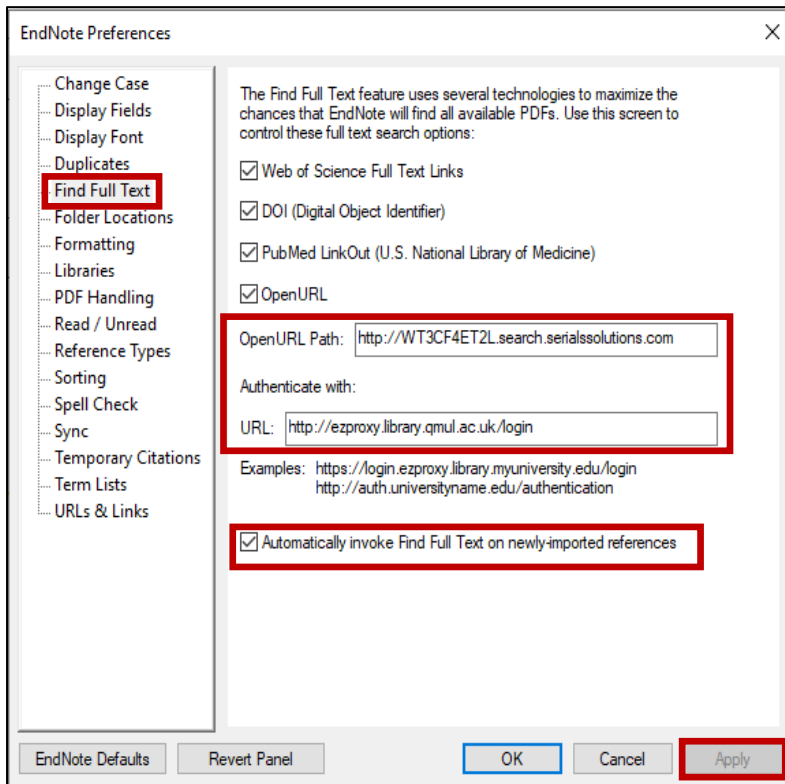 EndNote Preferences
Change Case
Display Fields
Display Font
Duplicates
Find Full Text
Folder Locations
Formatting
Libraries
PDF Handling
Read / Unread
Reference Types
Sorting
Spell Check
Sync
Temporary Citations
Term Lists
URLs & Links
The Find Full Text feature uses several technologies to maximize the
chances that EndNote will find all available PDFs. Use this screen to
control these full text search options:
Web of Science Full Text Links
DOI (Digital Object Identifier)
PubMed LinkOut (U.S. National Library of Medicine)
OpenURL
OpenURL Path: http://WT3CF4ET2L.search.serialssolutions.com
Authenticate with:
URL: http://ezproxy.library.qmul.ac.uk/login
Examples: https://login.ezproxy.library.myuniversity.edu/login
http://auth.universityname.edu/authentication
Automatically invoke Find Full Text on newly-imported references
EndNote Defaults Revert Panel OK Cancel Apply